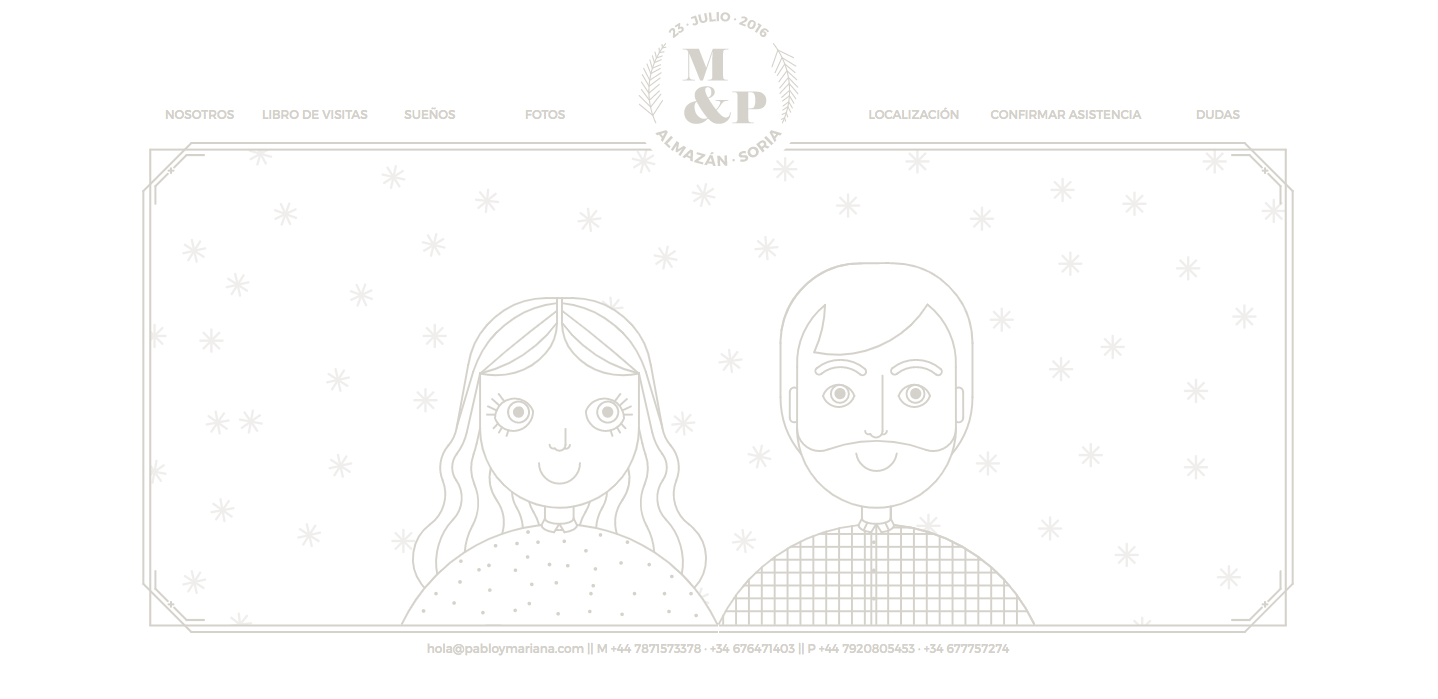 23 · JULIO · 2016
M
&P
ALMAZÁN · SORIA
NOSOTROS LIBRO DE VISITAS SUEÑOS FOTOS LOCALIZACIÓN CONFIRMAR ASISTENCIA DUDAS
hola@pabloymariana.com || M +44 7871573378 · +34 676471403 || P +44 7920805453 · +34 677757274